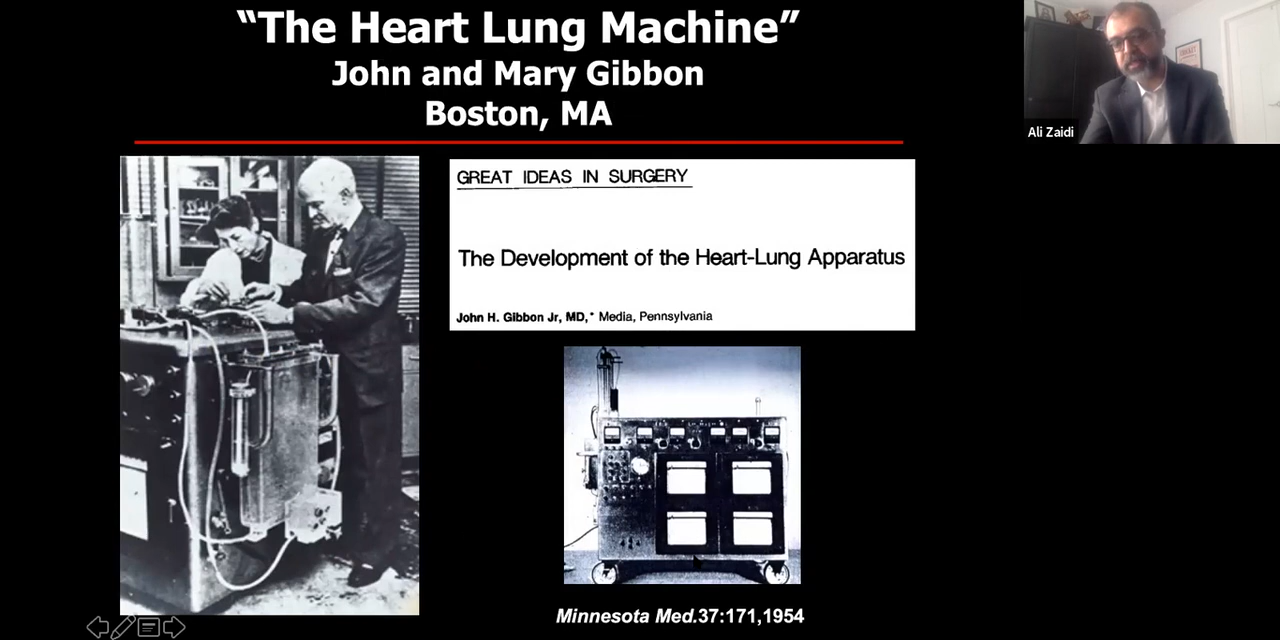 “The Heart Lung Machine”
John and Mary Gibbon
Boston, MA
Ali Zaidi
GREAT IDEAS IN SURGERY
The Development of the Heart-Lung Apparatus
John H. Gibbon Jr, MD,* Media, Pennsylvania
Minnesota Med.37:171,1954